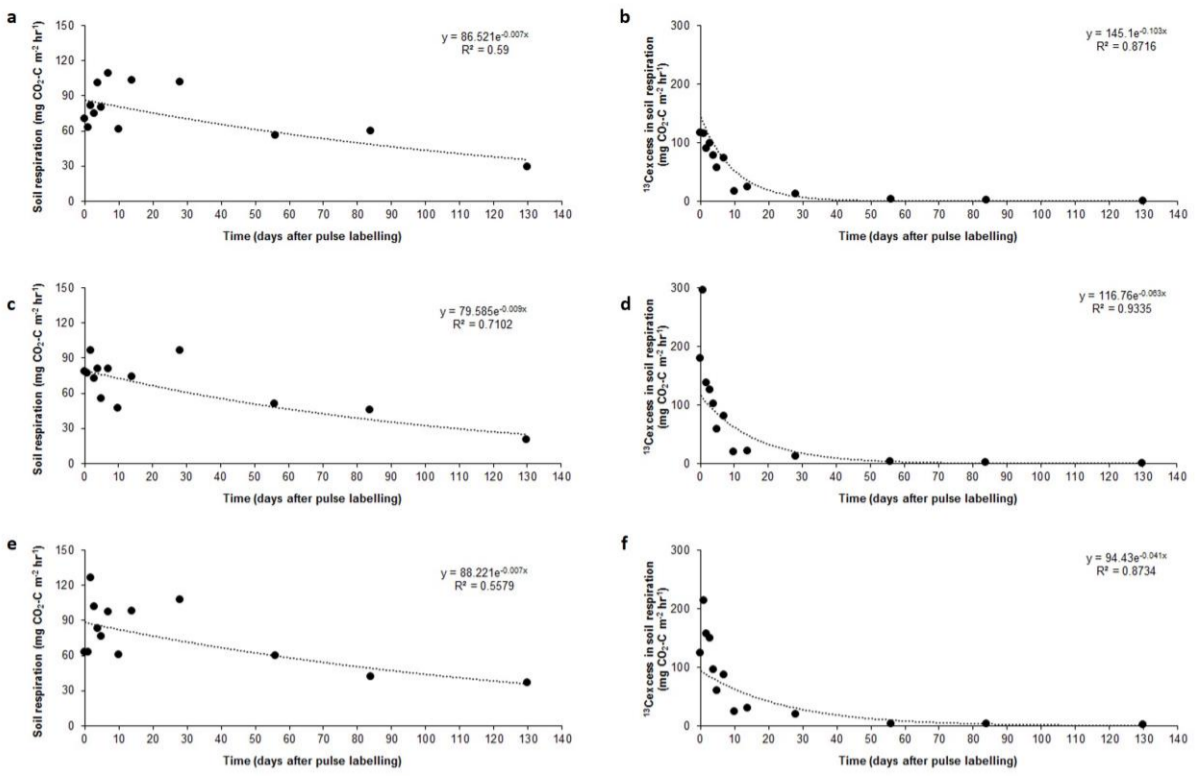 a
Soil respiration (mg CO₂-C m⁻² hr¹)
150
120
90
60
30
0
y = 86.521e⁻⁰·⁰⁰⁷ˣ
R² = 0.59
0 10 20 30 40 50 60 70 80 90 100 110 120 130 140
Time (days after pulse labelling)
b
¹³Cexcess in soil respiration
(mg CO₂-C m⁻² hr¹)
300
200
100
0
y = 145.1e⁻⁰·¹⁰³ˣ
R² = 0.8716
0 10 20 30 40 50 60 70 80 90 100 110 120 130 140
Time (days after pulse labelling)
c
Soil respiration (mg CO₂-C m⁻² hr¹)
150
120
90
60
30
0
y = 79.585e⁻⁰·⁰⁰⁹ˣ
R² = 0.7102
0 10 20 30 40 50 60 70 80 90 100 110 120 130 140
Time (days after pulse labelling)
d
¹³Cexcess in soil respiration
(mg CO₂-C m⁻² hr¹)
300
200
100
0
y = 116.76e⁻⁰·⁰⁶³ˣ
R² = 0.9335
0 10 20 30 40 50 60 70 80 90 100 110 120 130 140
Time (days after pulse labelling)
e
Soil respiration (mg CO₂-C m⁻² hr¹)
150
120
90
60
30
0
y = 88.221e⁻⁰·⁰⁰⁷ˣ
R² = 0.5579
0 10 20 30 40 50 60 70 80 90 100 110 120 130 140
Time (days after pulse labelling)
f
¹³Cexcess in soil respiration
(mg CO₂-C m⁻² hr¹)
300
200
100
0
y = 94.43e⁻⁰·⁰⁴¹ˣ
R² = 0.8734
0 10 20 30 40 50 60 70 80 90 100 110 120 130 140
Time (days after pulse labelling)